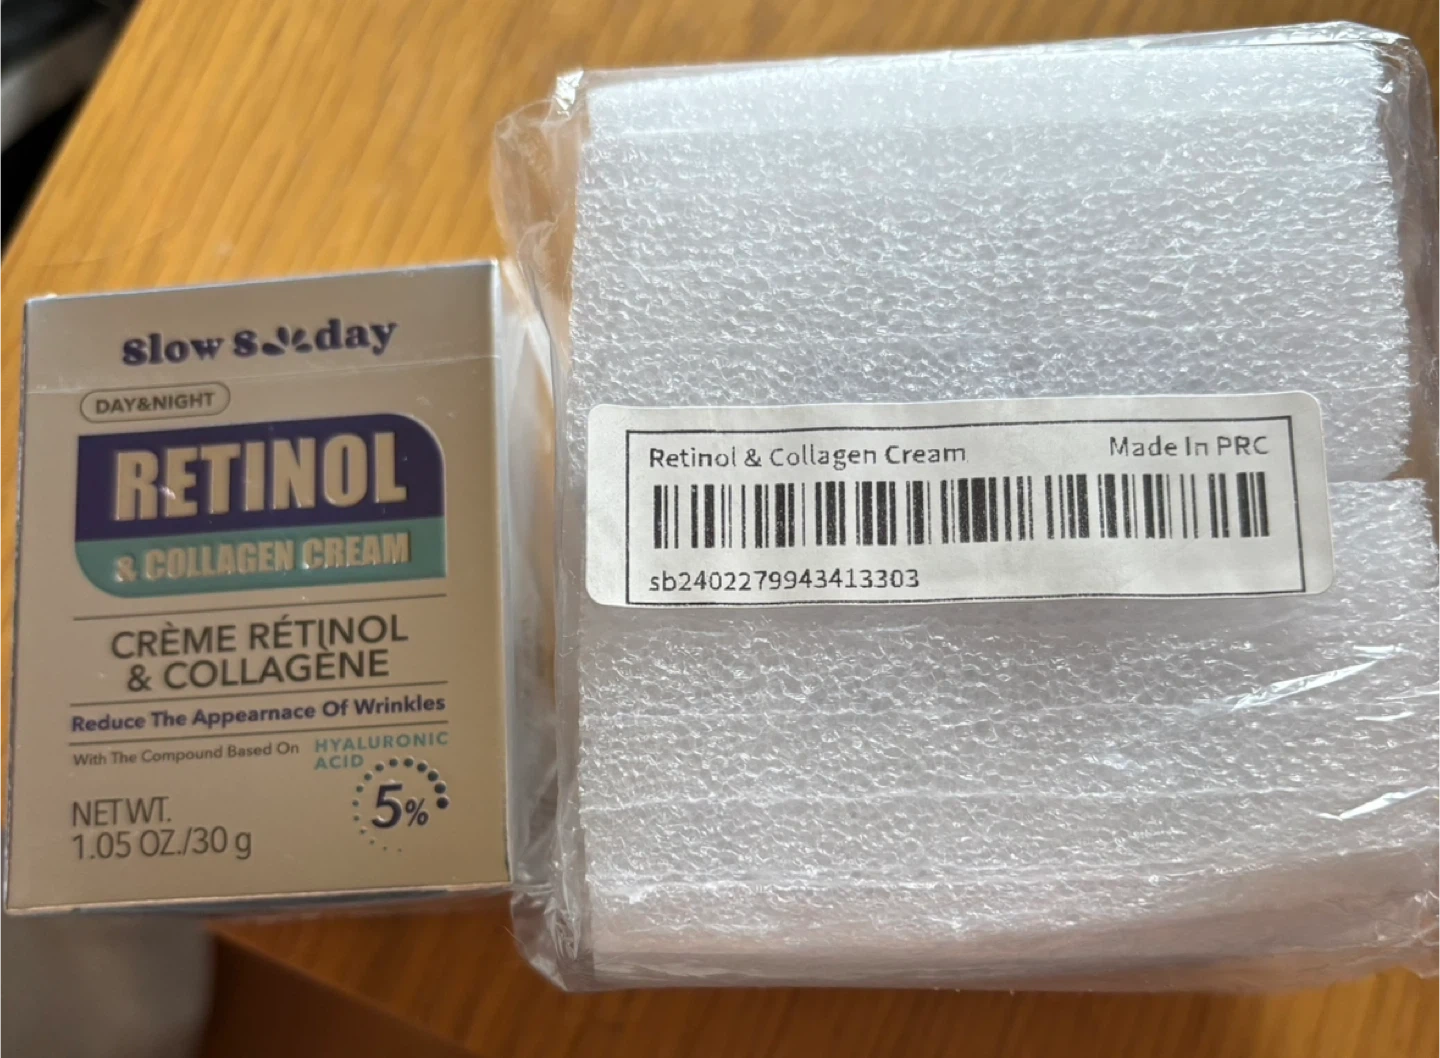 Slow Sunday
DAY&NIGHT
RETINOL
& COLLAGEN CREAM
CRÈME RÉTINOL
& COLLAGÈNE
Reduce The Appearnace Of Wrinkles
With The Compound Based On HYALURONIC
ACID
5%
NET WT.
1.05 OZ./30 g
Retinol & Collagen Cream Made In PRC
sb2402279943413303